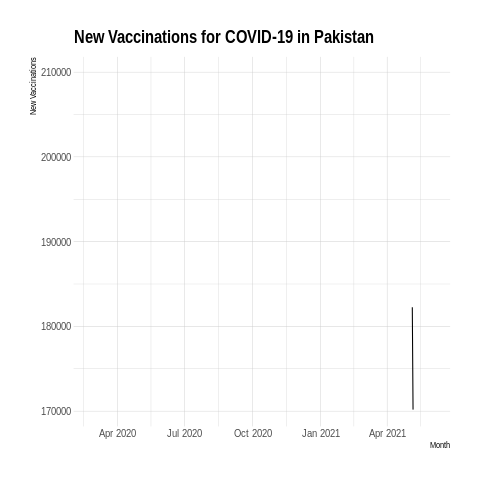 New Vaccinations for COVID-19 in Pakistan
New Vaccinations
210000
200000
190000
180000
170000
Apr 2020 Jul 2020 Oct 2020 Jan 2021 Apr 2021
Month